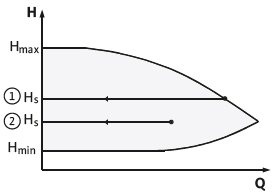 H
Hmax
① Hs
② Hs
Hmin
Q